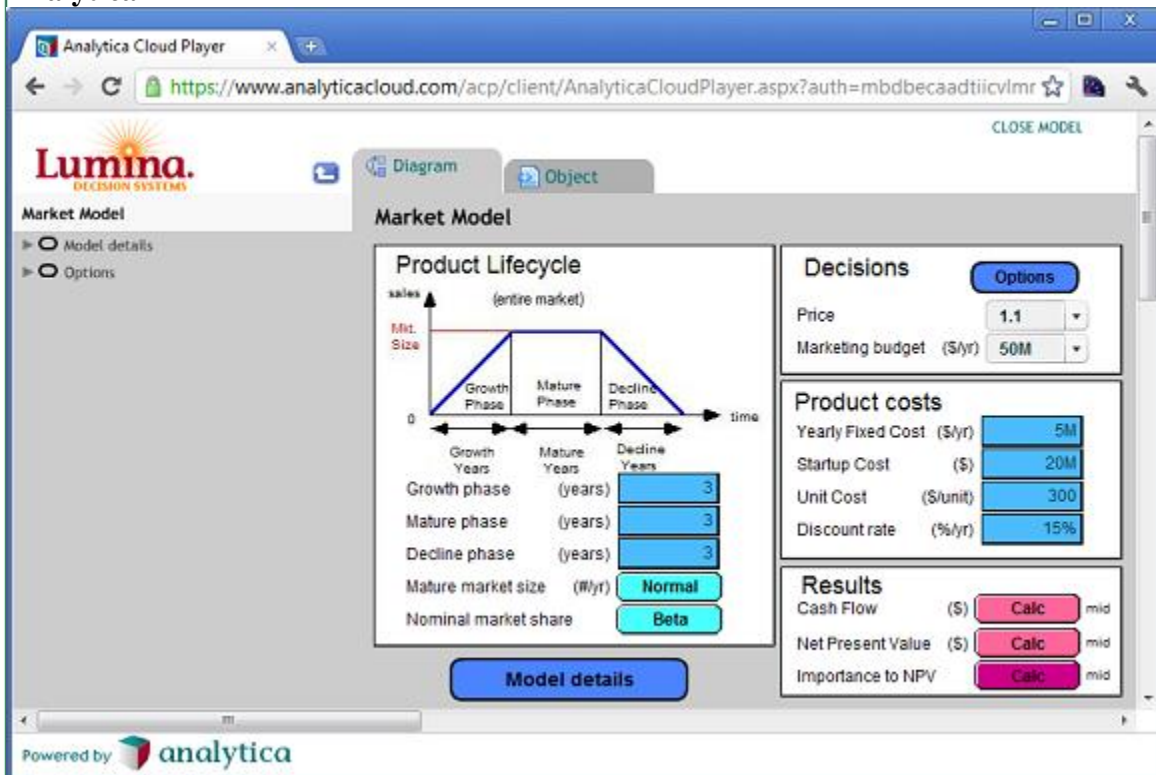 Analytica Cloud Player
https://www.analyticacloud.com/acp/client/AnalyticaCloudPlayer.aspx?auth=mbdbecaadtiicvlmr
CLOSE MODEL
Lumina.
DECISION SYSTEMS
Diagram
Object
Market Model
Model details
Options
Market Model
Product Lifecycle
sales
(entire market)
Mkt.
Size
Growth
Phase
Mature
Phase
Decline
Phase
0
time
Growth
Years
Mature
Years
Decline
Years
Growth phase (years) 3
Mature phase (years) 3
Decline phase (years) 3
Mature market size (#/yr) Normal
Nominal market share Beta
Model details
Decisions Options
Price 1.1
Marketing budget ($/yr) 50M
Product costs
Yearly Fixed Cost ($/yr) 5M
Startup Cost ($) 20M
Unit Cost ($/unit) 300
Discount rate (%/yr) 15%
Results
Cash Flow ($) Calc mid
Net Present Value ($) Calc mid
Importance to NPV Calc mid
Powered by analytica